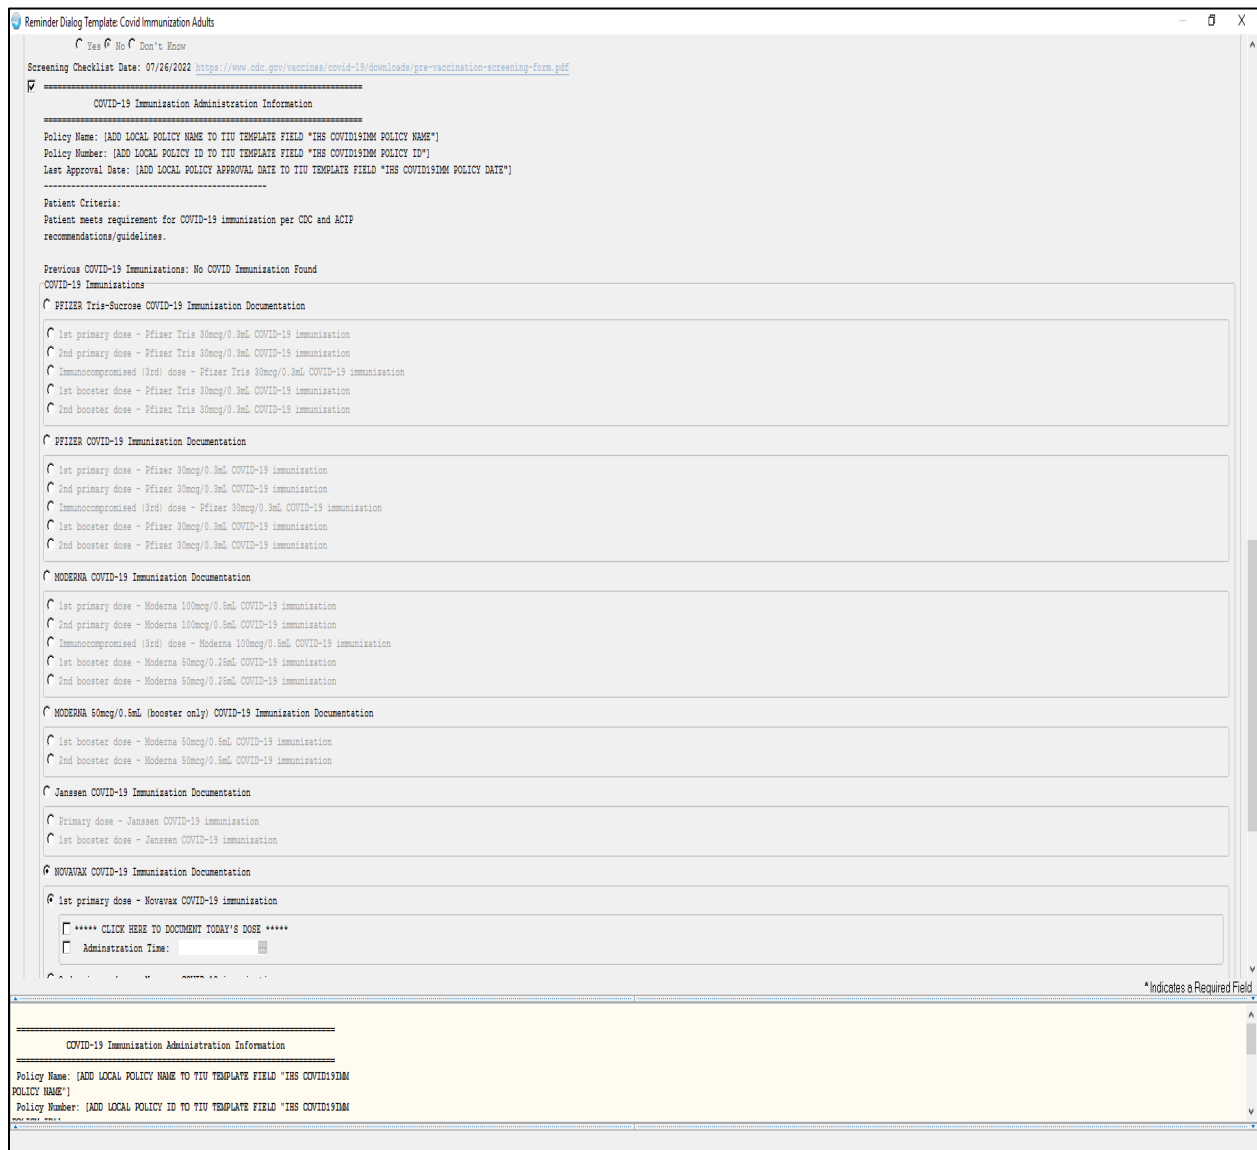 Reminder Dialog Template: Covid Immunization Adults
Yes No Don't Know
Screening Checklist Date: 07/26/2022 https://www.cdc.gov/vaccines/covid-19/downloads/pre-vaccination-screening-form.pdf
======================================================================
COVID-19 Immunization Administration Information
======================================================================
Policy Name: [ADD LOCAL POLICY NAME TO TIU TEMPLATE FIELD "IHS COVID19IMM POLICY NAME"]
Policy Number: [ADD LOCAL POLICY ID TO TIU TEMPLATE FIELD "IHS COVID19IMM POLICY ID"]
Last Approval Date: [ADD LOCAL POLICY APPROVAL DATE TO TIU TEMPLATE FIELD "IHS COVID19IMM POLICY DATE"]
-------------------------------------------------
Patient Criteria:
Patient meets requirement for COVID-19 immunization per CDC and ACIP
recommendations/guidelines.
Previous COVID-19 Immunizations: No COVID Immunization Found
COVID-19 Immunizations
PFIZER Tris-Sucrose COVID-19 Immunization Documentation
1st primary dose - Pfizer Tris 30mcg/0.3mL COVID-19 immunization
2nd primary dose - Pfizer Tris 30mcg/0.3mL COVID-19 immunization
Immunocompromised (3rd) dose - Pfizer Tris 30mcg/0.3mL COVID-19 immunization
1st booster dose - Pfizer Tris 30mcg/0.3mL COVID-19 immunization
2nd booster dose - Pfizer Tris 30mcg/0.3mL COVID-19 immunization
PFIZER COVID-19 Immunization Documentation
1st primary dose - Pfizer 30mcg/0.3mL COVID-19 immunization
2nd primary dose - Pfizer 30mcg/0.3mL COVID-19 immunization
Immunocompromised (3rd) dose - Pfizer 30mcg/0.3mL COVID-19 immunization
1st booster dose - Pfizer 30mcg/0.3mL COVID-19 immunization
2nd booster dose - Pfizer 30mcg/0.3mL COVID-19 immunization
MODERNA COVID-19 Immunization Documentation
1st primary dose - Moderna 100mcg/0.5mL COVID-19 immunization
2nd primary dose - Moderna 100mcg/0.5mL COVID-19 immunization
Immunocompromised (3rd) dose - Moderna 100mcg/0.5mL COVID-19 immunization
1st booster dose - Moderna 50mcg/0.25mL COVID-19 immunization
2nd booster dose - Moderna 50mcg/0.25mL COVID-19 immunization
MODERNA 50mcg/0.5mL (booster only) COVID-19 Immunization Documentation
1st booster dose - Moderna 50mcg/0.5mL COVID-19 immunization
2nd booster dose - Moderna 50mcg/0.5mL COVID-19 immunization
Janssen COVID-19 Immunization Documentation
Primary dose - Janssen COVID-19 immunization
1st booster dose - Janssen COVID-19 immunization
NOVAVAX COVID-19 Immunization Documentation
1st primary dose - Novavax COVID-19 immunization
***** CLICK HERE TO DOCUMENT TODAY'S DOSE *****
Adminstration Time:
* Indicates a Required Field
======================================================================
COVID-19 Immunization Administration Information
======================================================================
Policy Name: [ADD LOCAL POLICY NAME TO TIU TEMPLATE FIELD "IHS COVID19IMM
POLICY NAME"]
Policy Number: [ADD LOCAL POLICY ID TO TIU TEMPLATE FIELD "IHS COVID19IMM